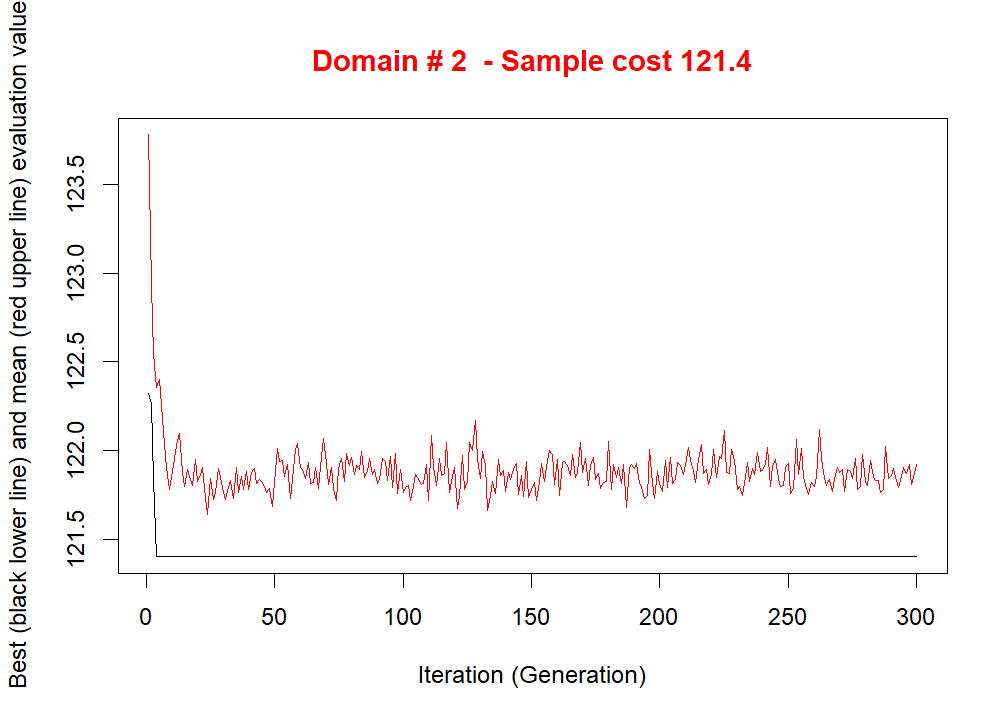 Domain # 2  - Sample cost 121.4
Best (black lower line) and mean (red upper line) evaluation value
123.5
123.0
122.5
122.0
121.5
0 50 100 150 200 250 300
Iteration (Generation)